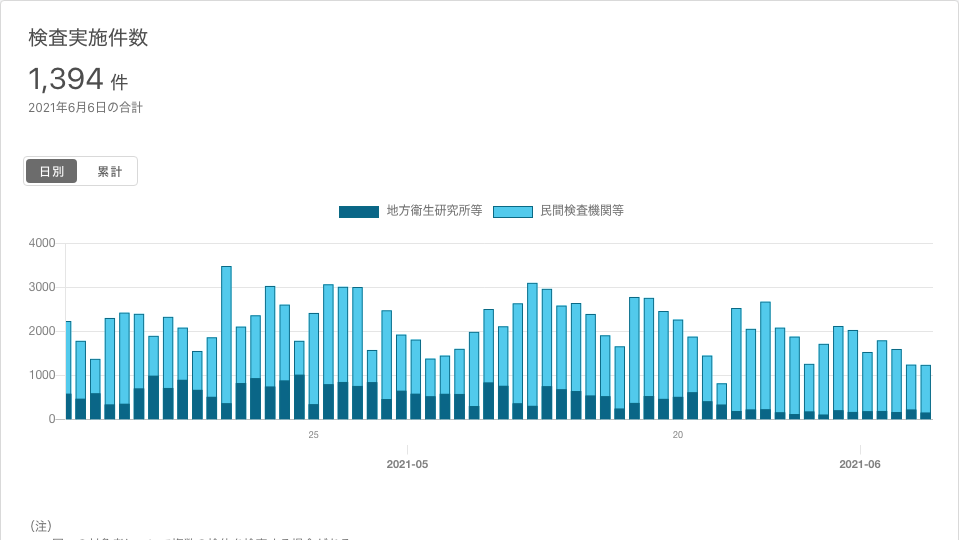 検査実施件数
1,394 件
2021年6月6日の合計
日別 累計
地方衛生研究所等 民間検査機関等
4000
3000
2000
1000
0
25 20
2021-05 2021-06
（注）